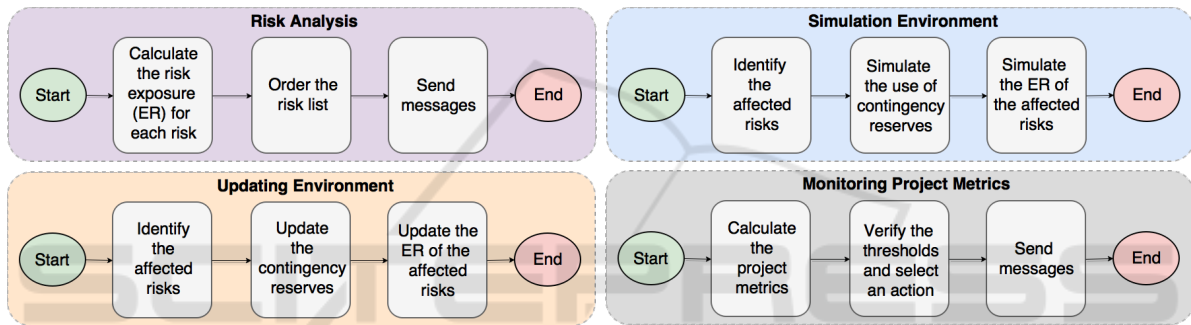 Risk Analysis
Start
Calculate
the risk
exposure
(ER) for
each risk
Order the
risk list
Send
messages
End
Simulation Environment
Start
Identify
the
affected
risks
Simulate
the use of
contingency
reserves
Simulate
the ER of
the affected
risks
End
Updating Environment
Start
Identify
the
affected
risks
Update
the
contingency
reserves
Update the
ER of the
affected
risks
End
Monitoring Project Metrics
Start
Calculate
the
project
metrics
Verify the
thresholds
and select
an action
Send
messages
End
SCITEPRESS